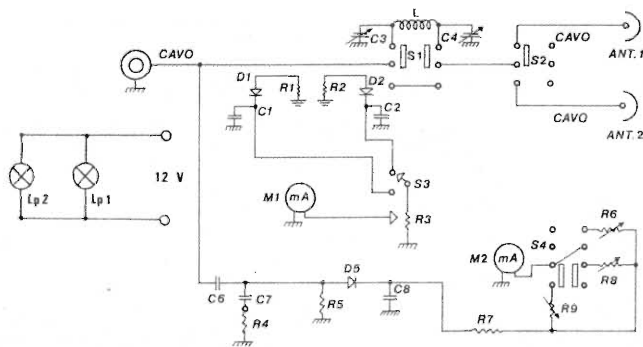 L
C3
C4
CAVO
S1
S2
CAVO
ANT.1
D1
R1
R2
D2
C1
C2
CAVO
ANT.2
12 V
Lp2
Lp1
S3
M1
mA
R3
R6
S4
M2
mA
R8
D5
C6
C7
R5
C8
R9
R4
R7